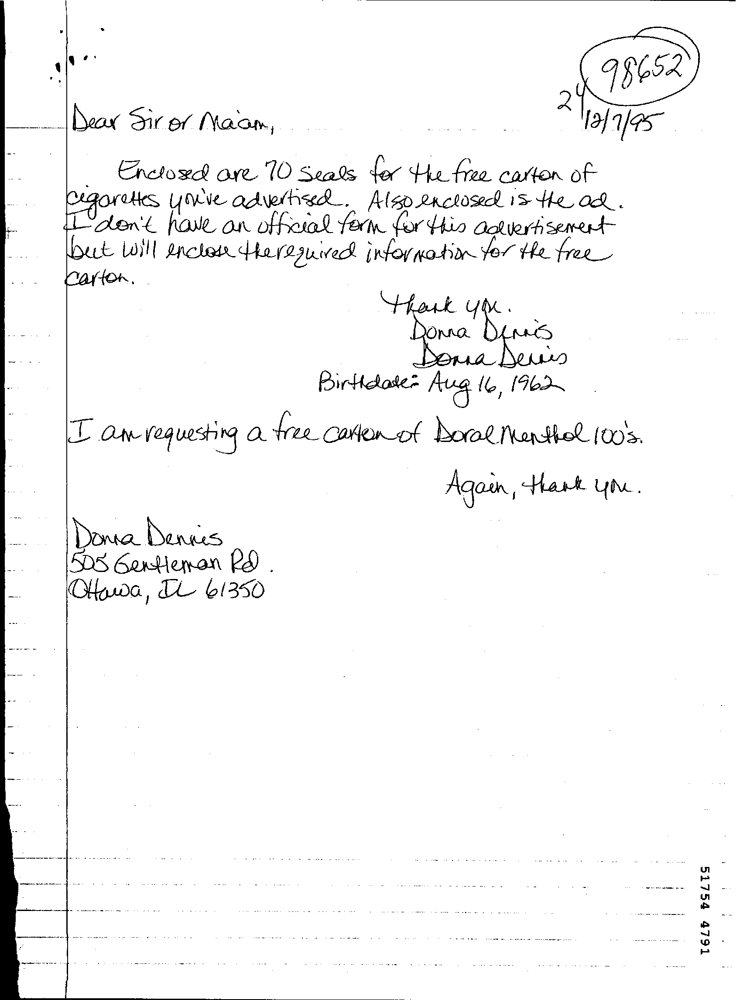 98652
24
12/7/95
Dear Sir or Ma'am,
Enclosed are 70 seals for the free carton of
cigarettes you've advertised. Also enclosed is the ad.
I don't have an official form for this advertisement
but will enclose the required information for the free
carton.
Thank you.
Donna Dennis
Donna Dennis
Birthdate: Aug 16, 1962
I am requesting a free carton of Doral Menthol 100's.
Again, thank you.
Donna Dennis
505 Gentleman Rd.
Ottawa, IL 61350
51754 4791